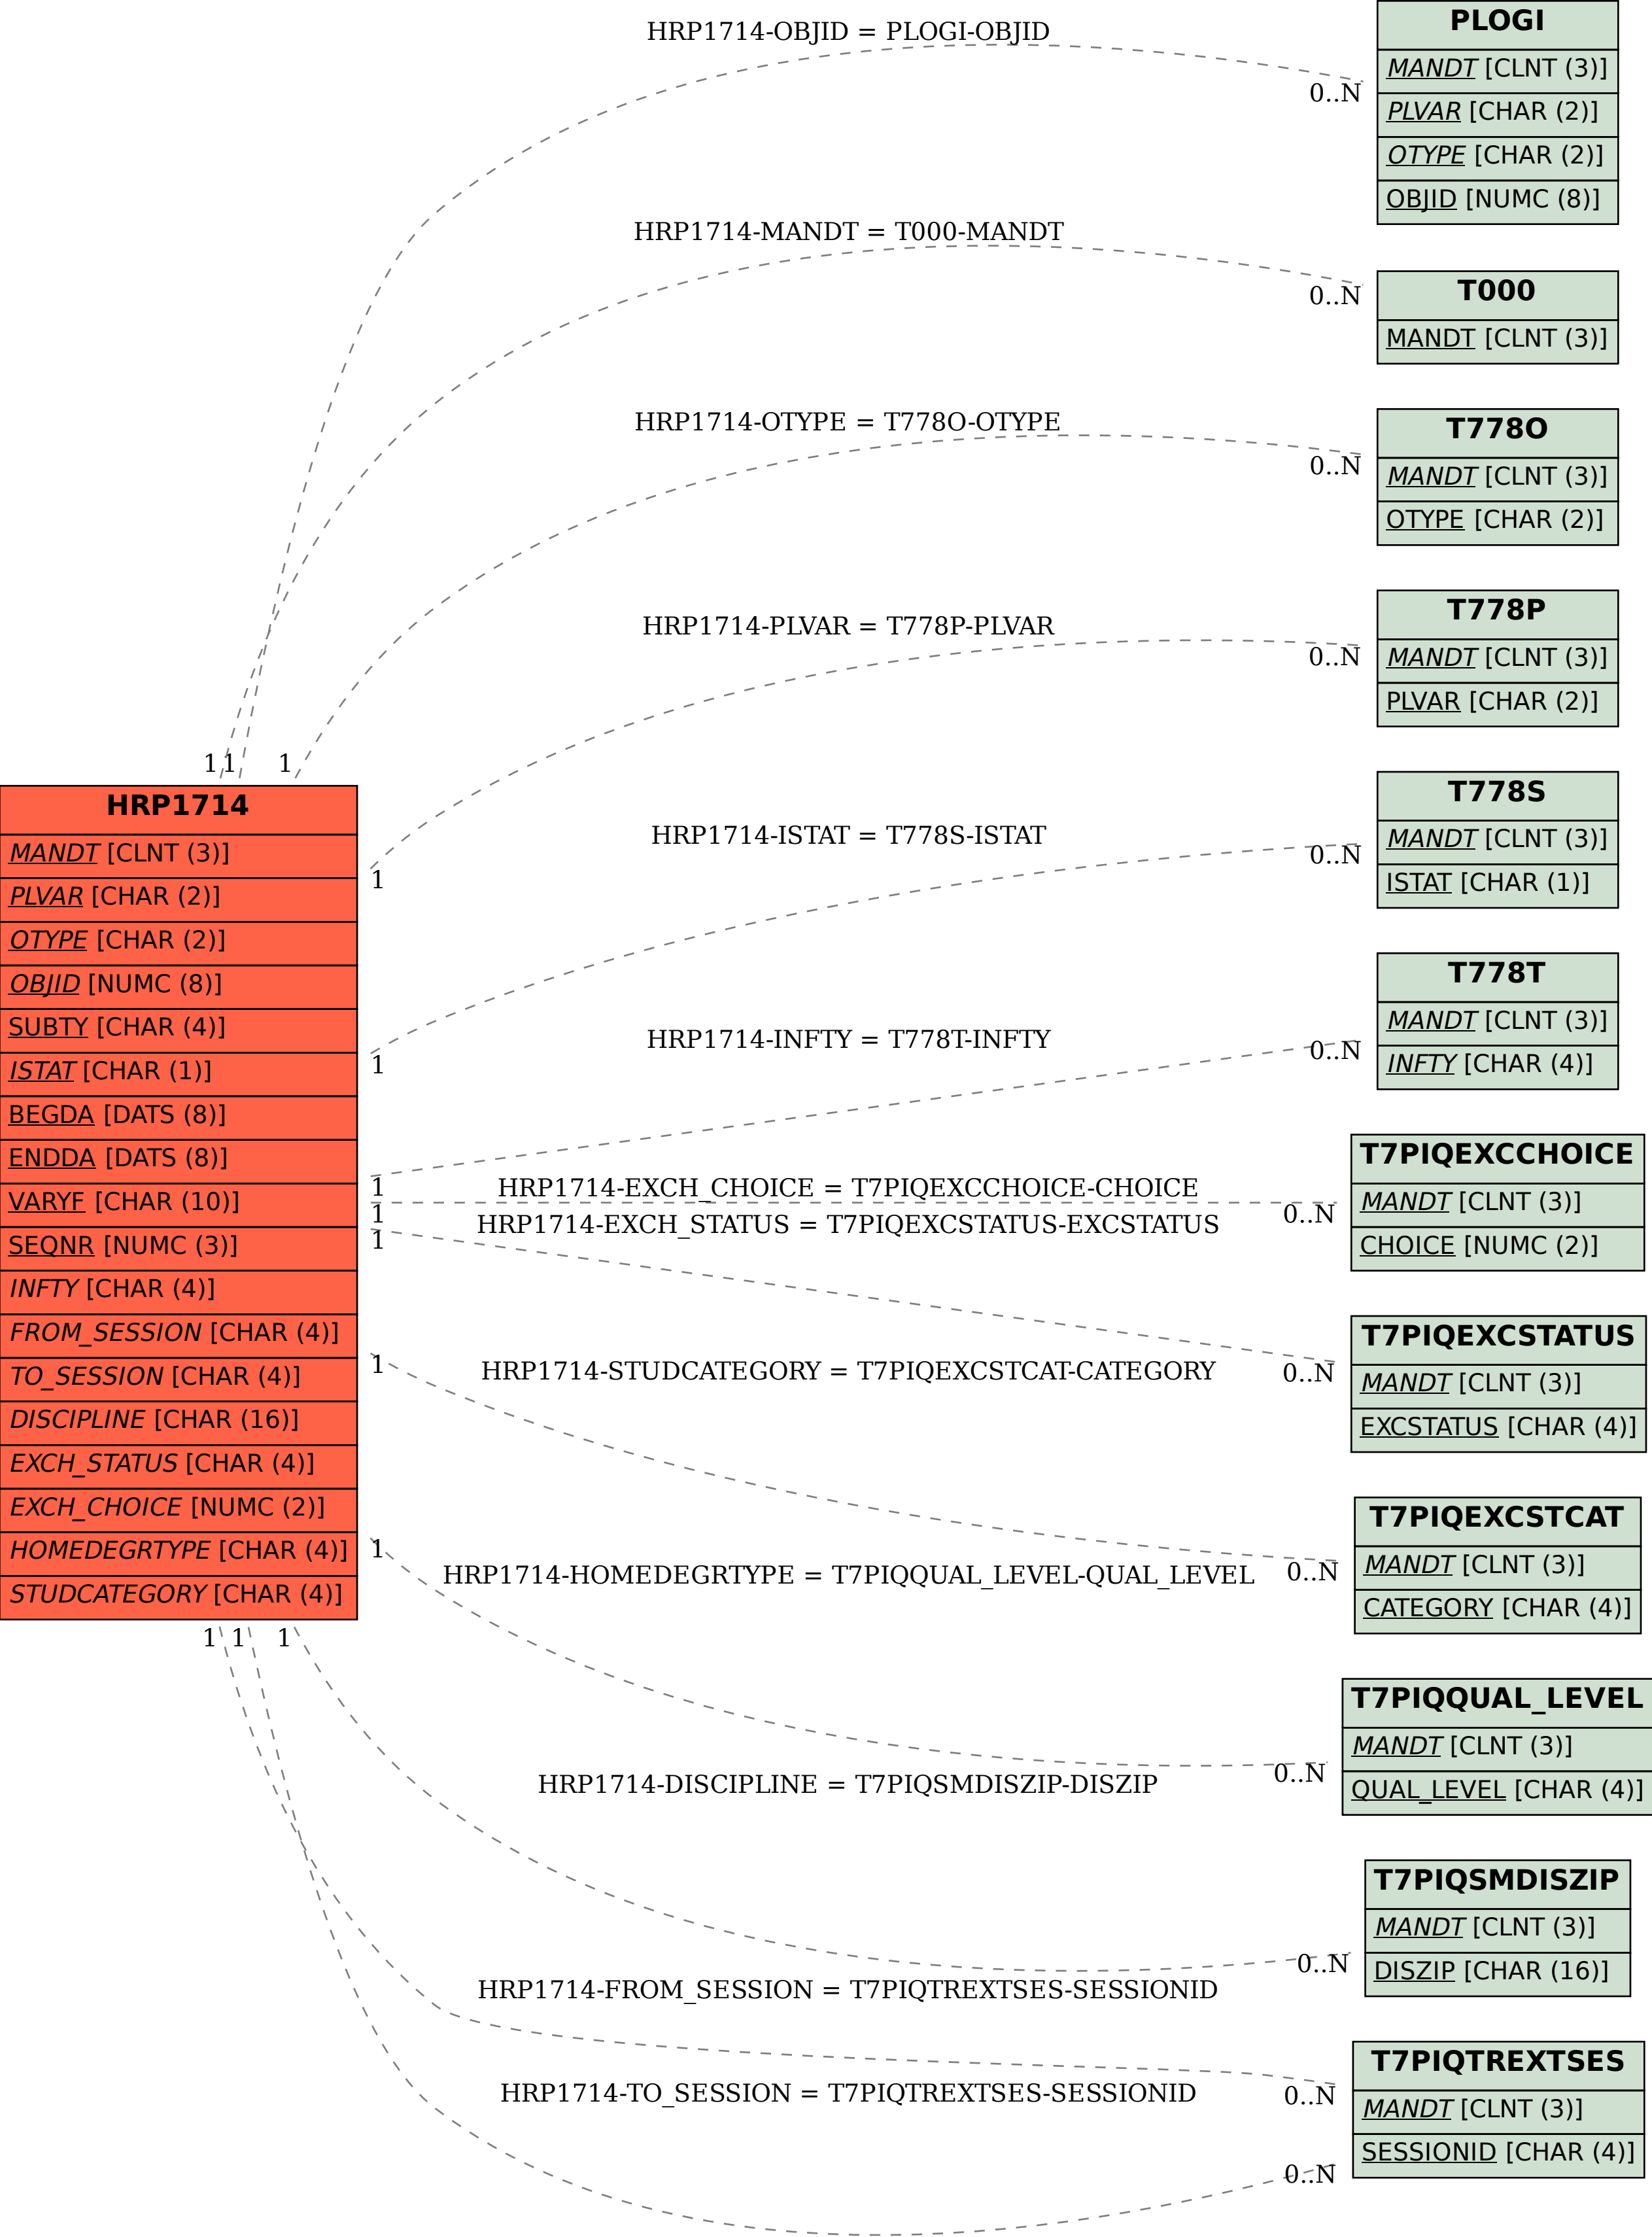 HRP1714-OBJID = PLOGI-OBJID
0..N
PLOGI
MANDT [CLNT (3)]
PLVAR [CHAR (2)]
OTYPE [CHAR (2)]
OBJID [NUMC (8)]
HRP1714-MANDT = T000-MANDT
0..N
T000
MANDT [CLNT (3)]
HRP1714-OTYPE = T778O-OTYPE
0..N
T778O
MANDT [CLNT (3)]
OTYPE [CHAR (2)]
HRP1714-PLVAR = T778P-PLVAR
0..N
T778P
MANDT [CLNT (3)]
PLVAR [CHAR (2)]
1
1
1
HRP1714
MANDT [CLNT (3)]
PLVAR [CHAR (2)]
OTYPE [CHAR (2)]
OBJID [NUMC (8)]
SUBTY [CHAR (4)]
ISTAT [CHAR (1)]
BEGDA [DATS (8)]
ENDDA [DATS (8)]
VARYF [CHAR (10)]
SEQNR [NUMC (3)]
INFTY [CHAR (4)]
FROM_SESSION [CHAR (4)]
TO_SESSION [CHAR (4)]
DISCIPLINE [CHAR (16)]
EXCH_STATUS [CHAR (4)]
EXCH_CHOICE [NUMC (2)]
HOMEDEGRTYPE [CHAR (4)]
STUDCATEGORY [CHAR (4)]
1
1
1
1
1
1
1
1
1
1
HRP1714-ISTAT = T778S-ISTAT
0..N
T778S
MANDT [CLNT (3)]
ISTAT [CHAR (1)]
HRP1714-INFTY = T778T-INFTY
0..N
T778T
MANDT [CLNT (3)]
INFTY [CHAR (4)]
HRP1714-EXCH_CHOICE = T7PIQEXCCHOICE-CHOICE
0..N
T7PIQEXCCHOICE
MANDT [CLNT (3)]
CHOICE [NUMC (2)]
HRP1714-EXCH_STATUS = T7PIQEXCSTATUS-EXCSTATUS
0..N
T7PIQEXCSTATUS
MANDT [CLNT (3)]
EXCSTATUS [CHAR (4)]
HRP1714-STUDCATEGORY = T7PIQEXCSTCAT-CATEGORY
0..N
T7PIQEXCSTCAT
MANDT [CLNT (3)]
CATEGORY [CHAR (4)]
HRP1714-HOMEDEGRTYPE = T7PIQQUAL_LEVEL-QUAL_LEVEL
0..N
T7PIQQUAL_LEVEL
MANDT [CLNT (3)]
QUAL_LEVEL [CHAR (4)]
HRP1714-DISCIPLINE = T7PIQSMDISZIP-DISZIP
0..N
T7PIQSMDISZIP
MANDT [CLNT (3)]
DISZIP [CHAR (16)]
HRP1714-FROM_SESSION = T7PIQTREXTSES-SESSIONID
0..N
HRP1714-TO_SESSION = T7PIQTREXTSES-SESSIONID
0..N
T7PIQTREXTSES
MANDT [CLNT (3)]
SESSIONID [CHAR (4)]